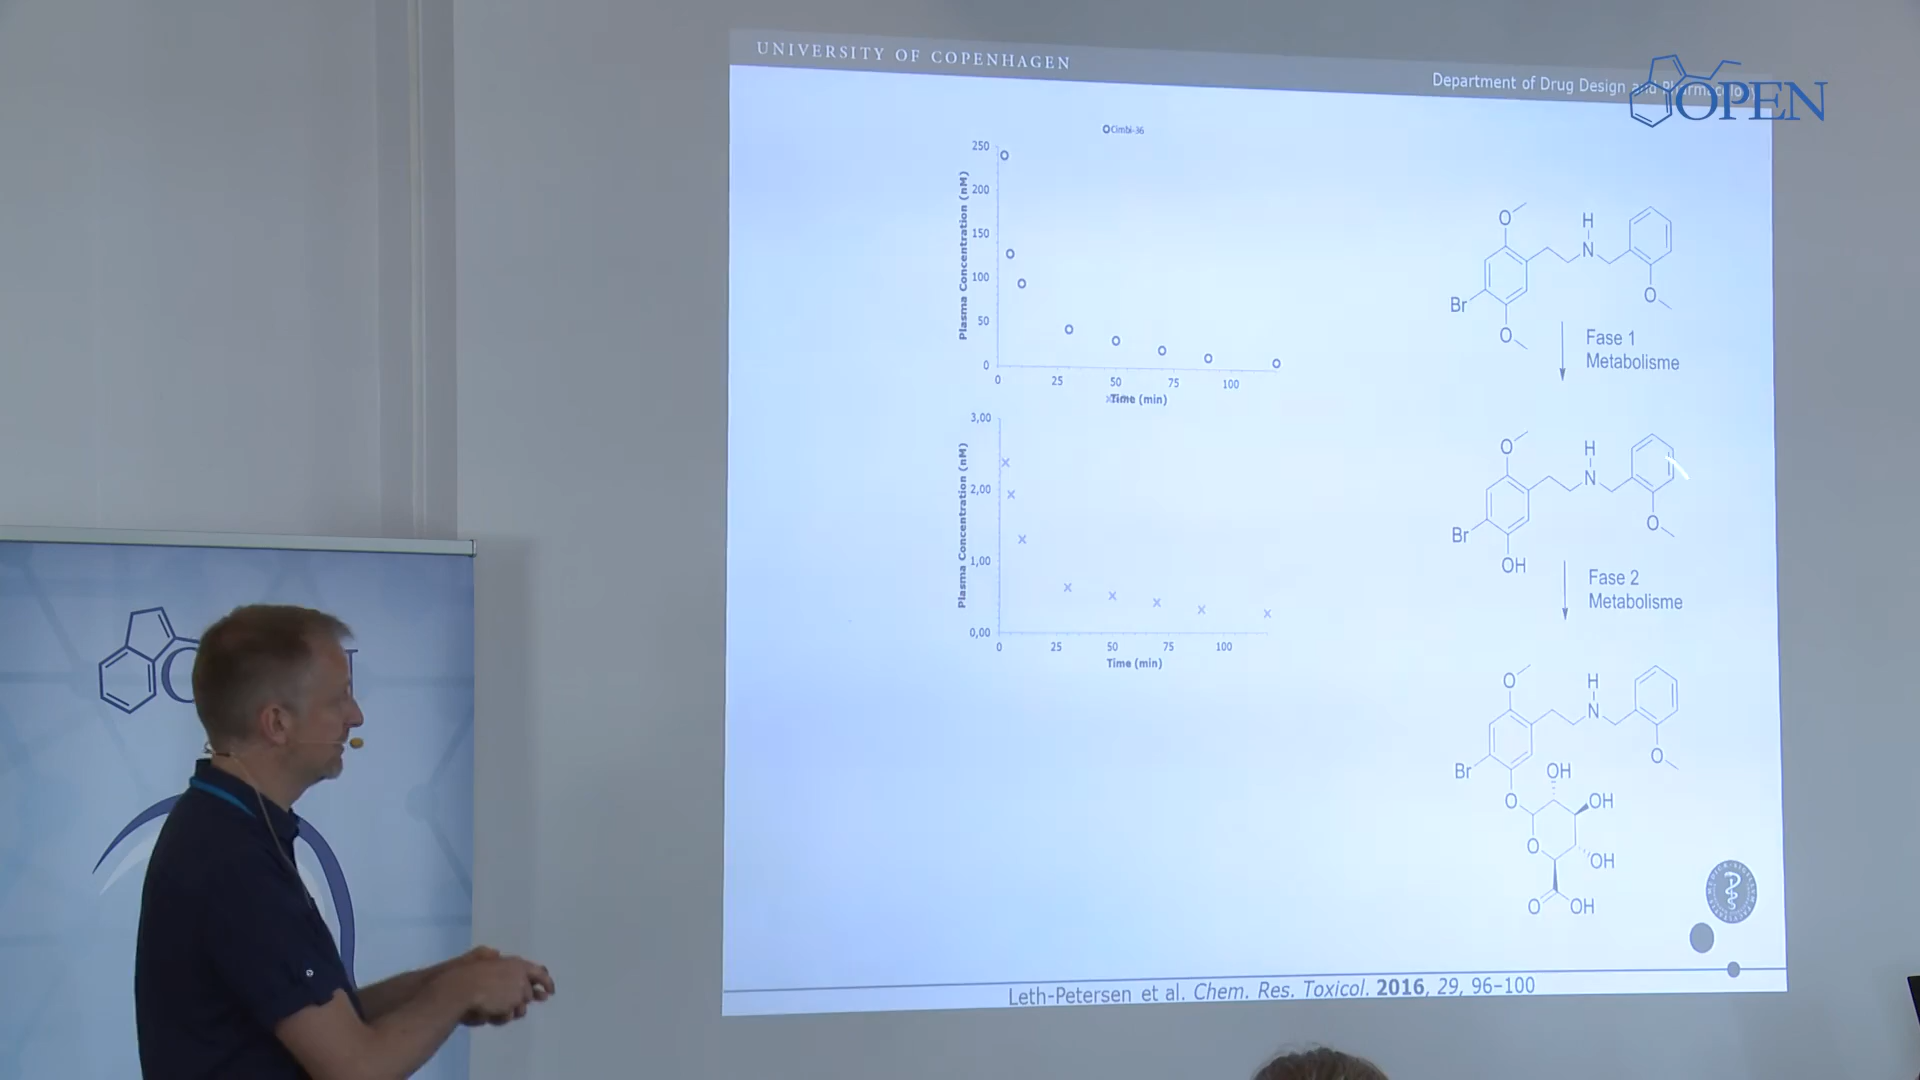 UNIVERSITY OF COPENHAGEN
Department of Drug Design and Pharmacology
OPEN
Cimbi-36
Plasma Concentration (nM)
250
200
150
100
50
0
0 25 50 75 100
Time (min)
Plasma Concentration (nM)
3,00
2,00
1,00
0,00
0 25 50 75 100
Time (min)
O
H
N
Br
O
O
Fase 1
Metabolisme
O
H
N
Br
O
OH
Fase 2
Metabolisme
O
H
N
Br
O
OH
O
OH
O
OH
O
OH
Leth-Petersen et al. Chem. Res. Toxicol. 2016, 29, 96–100